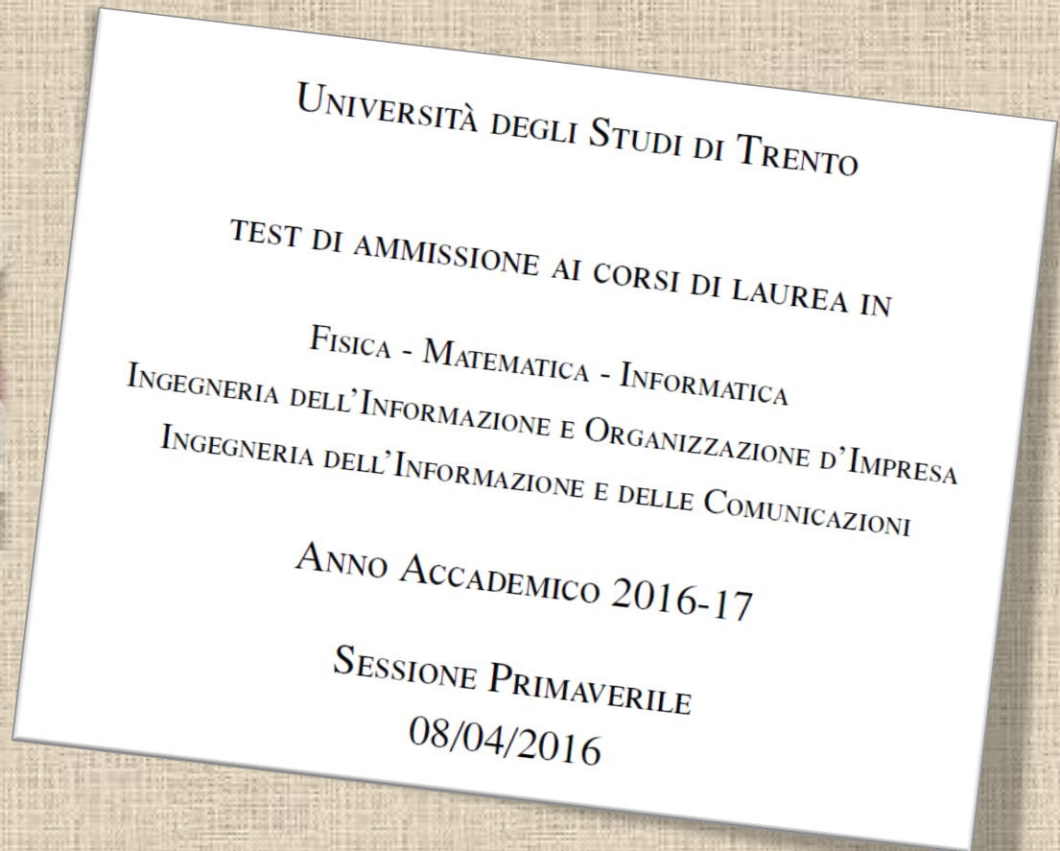 Università degli Studi di Trento
test di ammissione ai corsi di laurea in
Fisica - Matematica - Informatica
Ingegneria dell'Informazione e Organizzazione d'Impresa
Ingegneria dell'Informazione e delle Comunicazioni
Anno Accademico 2016-17
Sessione Primaverile
08/04/2016